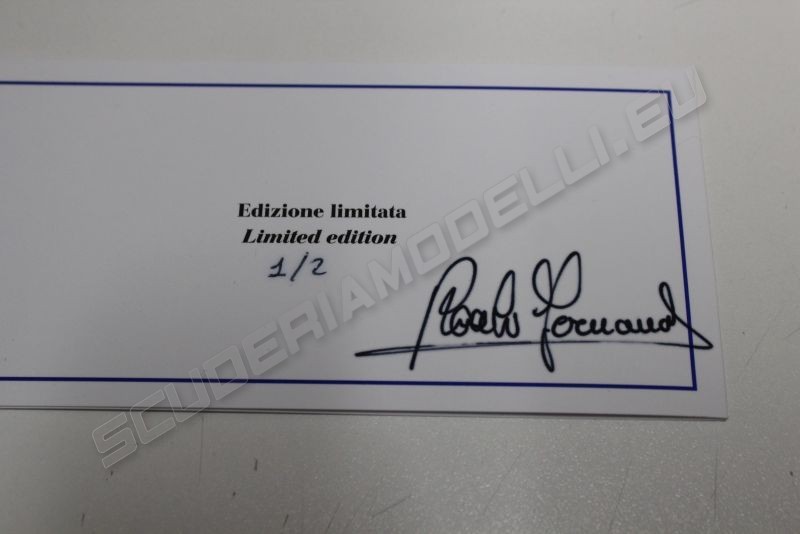 Edizione limitata
Limited edition
1/2
SCUDERIAMODELLI.EU